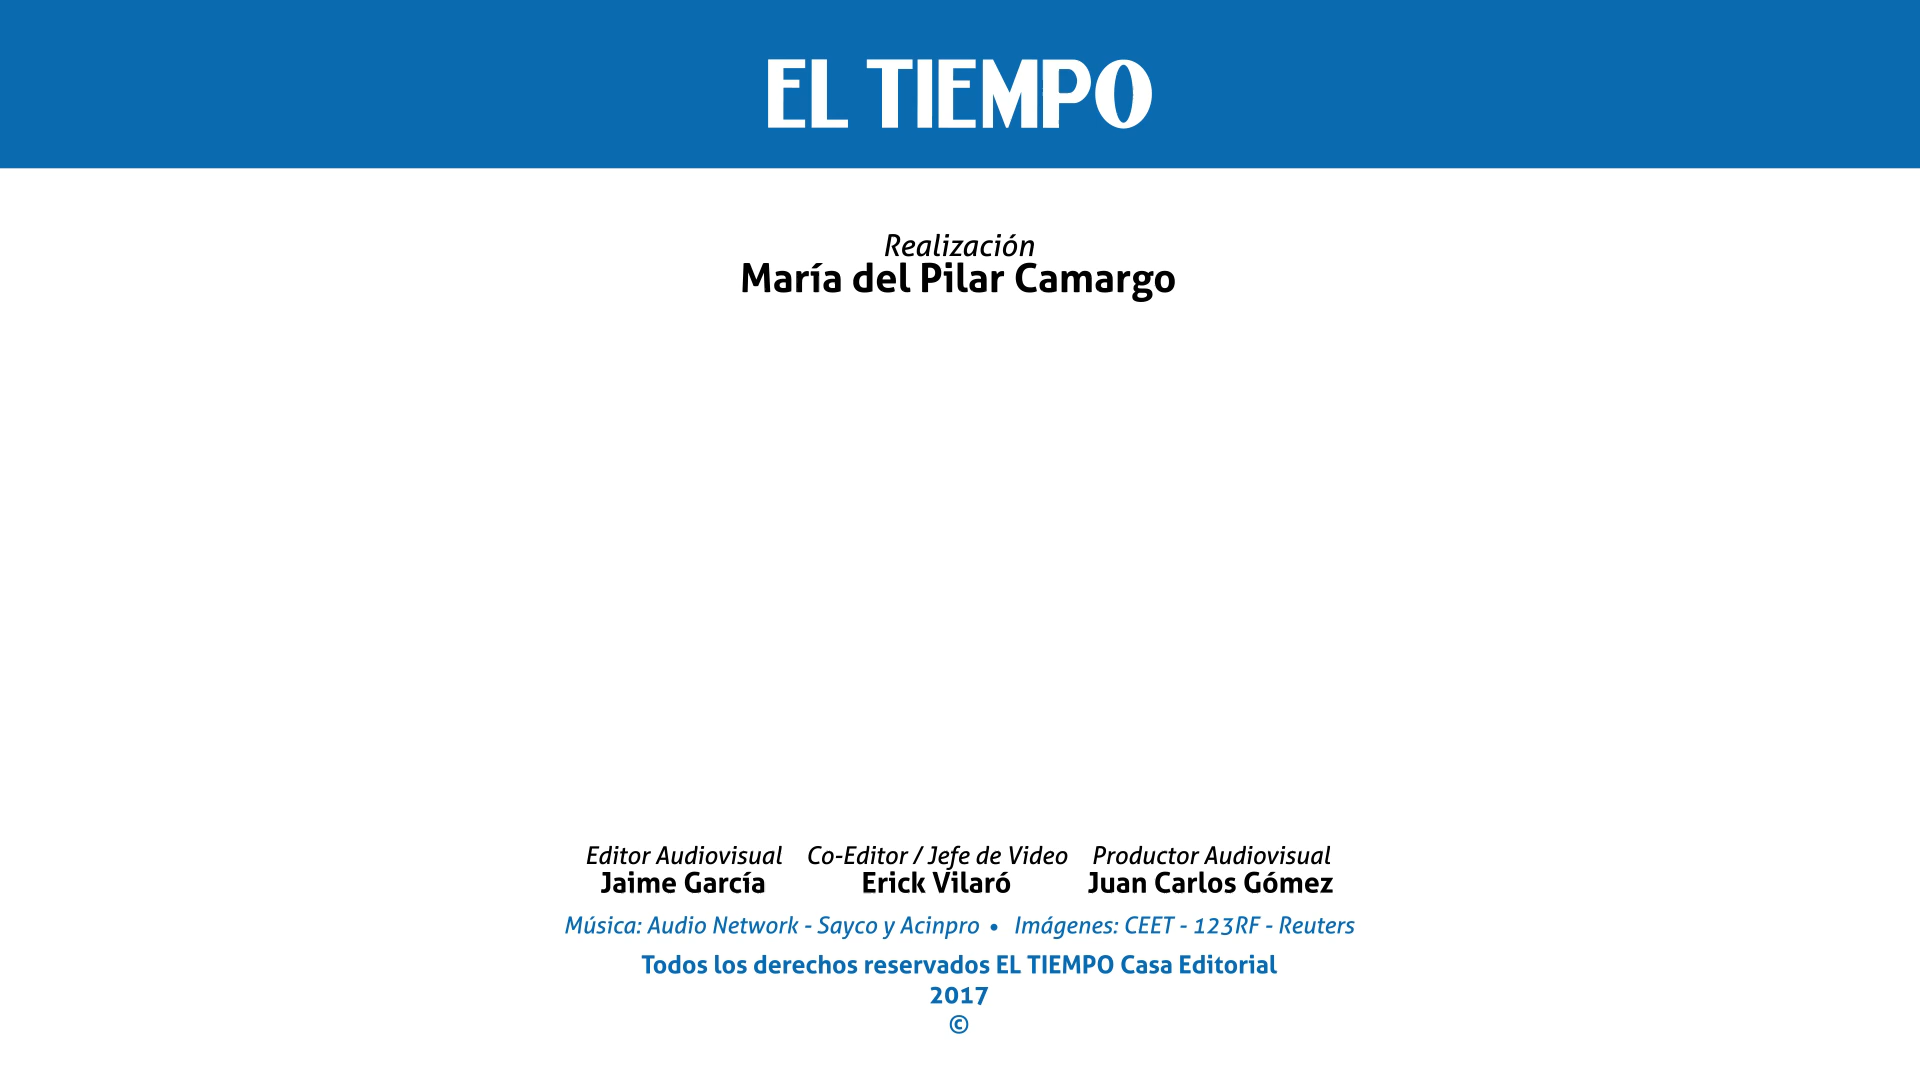 EL TIEMPO
Realización
María del Pilar Camargo
Editor Audiovisual Co-Editor / Jefe de Video Productor Audiovisual
Jaime García Erick Vilaró Juan Carlos Gómez
Música: Audio Network - Sayco y Acinpro • Imágenes: CEET - 123RF - Reuters
Todos los derechos reservados EL TIEMPO Casa Editorial
2017
©